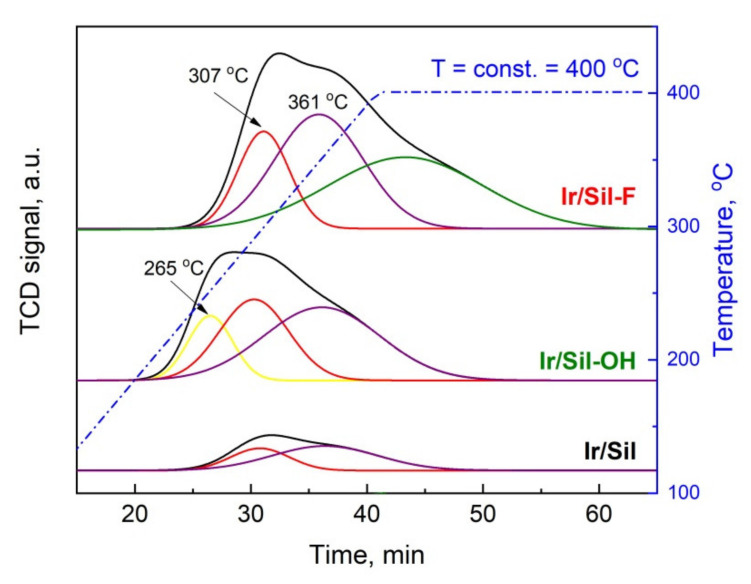 T = const. = 400 °C
307 °C
361 °C
Ir/Sil-F
265 °C
Ir/Sil-OH
Ir/Sil
TCD signal, a.u.
Temperature, °C
400
300
200
100
20
30
40
50
60
Time, min